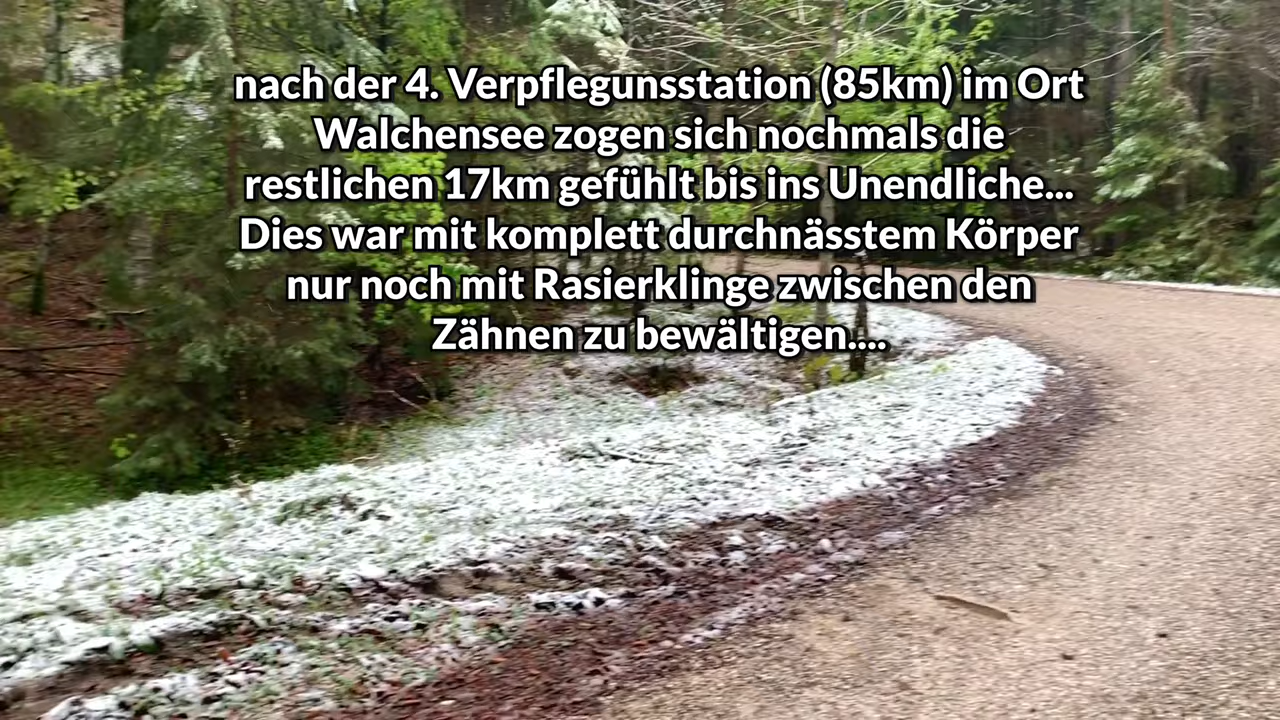 nach der 4. Verpflegunsstation (85km) im Ort
Walchensee zogen sich nochmals die
restlichen 17km gefühlt bis ins Unendliche...
Dies war mit komplett durchnässtem Körper
nur noch mit Rasierklinge zwischen den
Zähnen zu bewältigen....